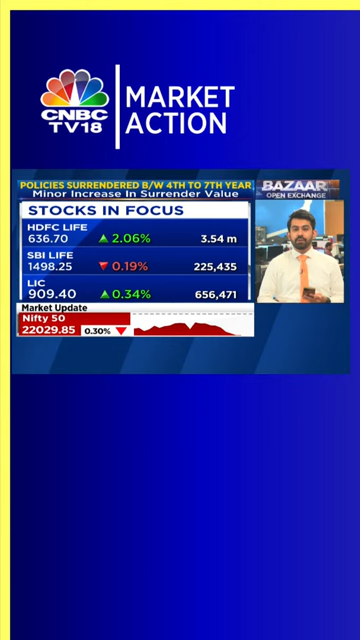 CNBC
TV18
MARKET
ACTION
POLICIES SURRENDERED B/W 4TH TO 7TH YEAR
Minor Increase In Surrender Value
BAZAAR
OPEN EXCHANGE
STOCKS IN FOCUS
HDFC LIFE
636.70 ▲ 2.06% 3.54 m
SBI LIFE
1498.25 ▼ 0.19% 225,435
LIC
909.40 ▲ 0.34% 656,471
Market Update
Nifty 50
22029.85 0.30% ▼